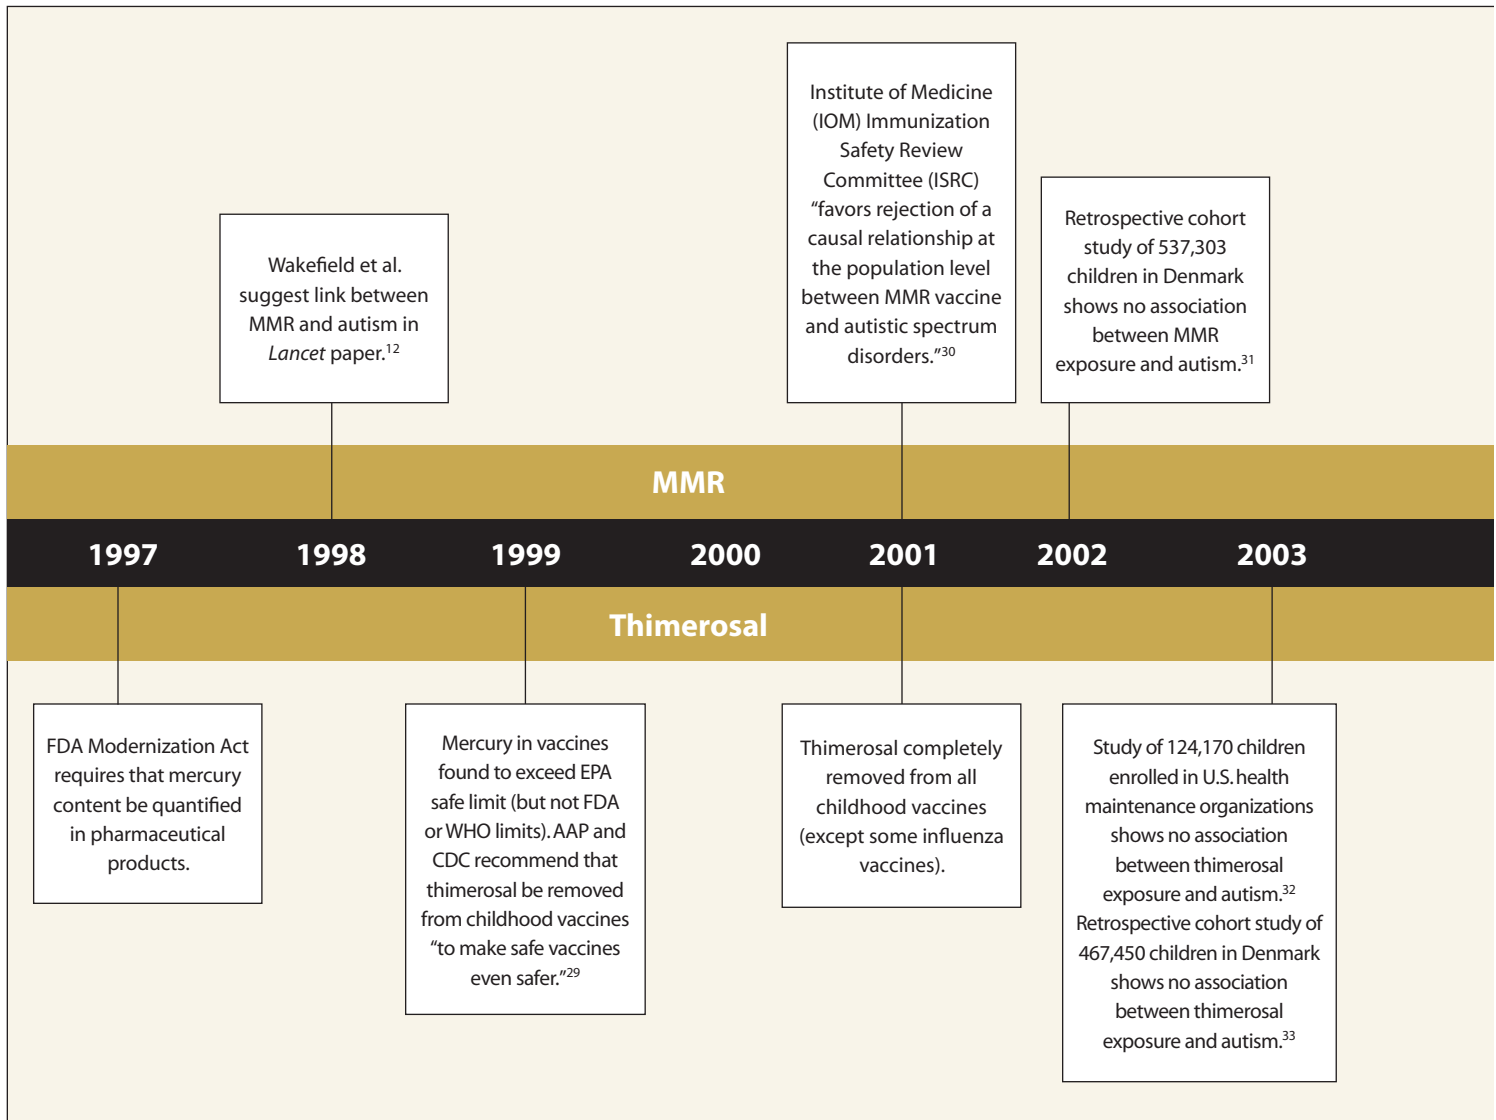 Wakefield et al.
suggest link between
MMR and autism in
Lancet paper.12
Institute of Medicine
(IOM) Immunization
Safety Review
Committee (ISRC)
“favors rejection of a
causal relationship at
the population level
between MMR vaccine
and autistic spectrum
disorders.”30
Retrospective cohort
study of 537,303
children in Denmark
shows no association
between MMR
exposure and autism.31
MMR
1997 1998 1999 2000 2001 2002 2003
Thimerosal
FDA Modernization Act
requires that mercury
content be quantified
in pharmaceutical
products.
Mercury in vaccines
found to exceed EPA
safe limit (but not FDA
or WHO limits). AAP and
CDC recommend that
thimerosal be removed
from childhood vaccines
“to make safe vaccines
even safer.”29
Thimerosal completely
removed from all
childhood vaccines
(except some influenza
vaccines).
Study of 124,170 children
enrolled in U.S. health
maintenance organizations
shows no association
between thimerosal
exposure and autism.32
Retrospective cohort study of
467,450 children in Denmark
shows no association
between thimerosal
exposure and autism.33